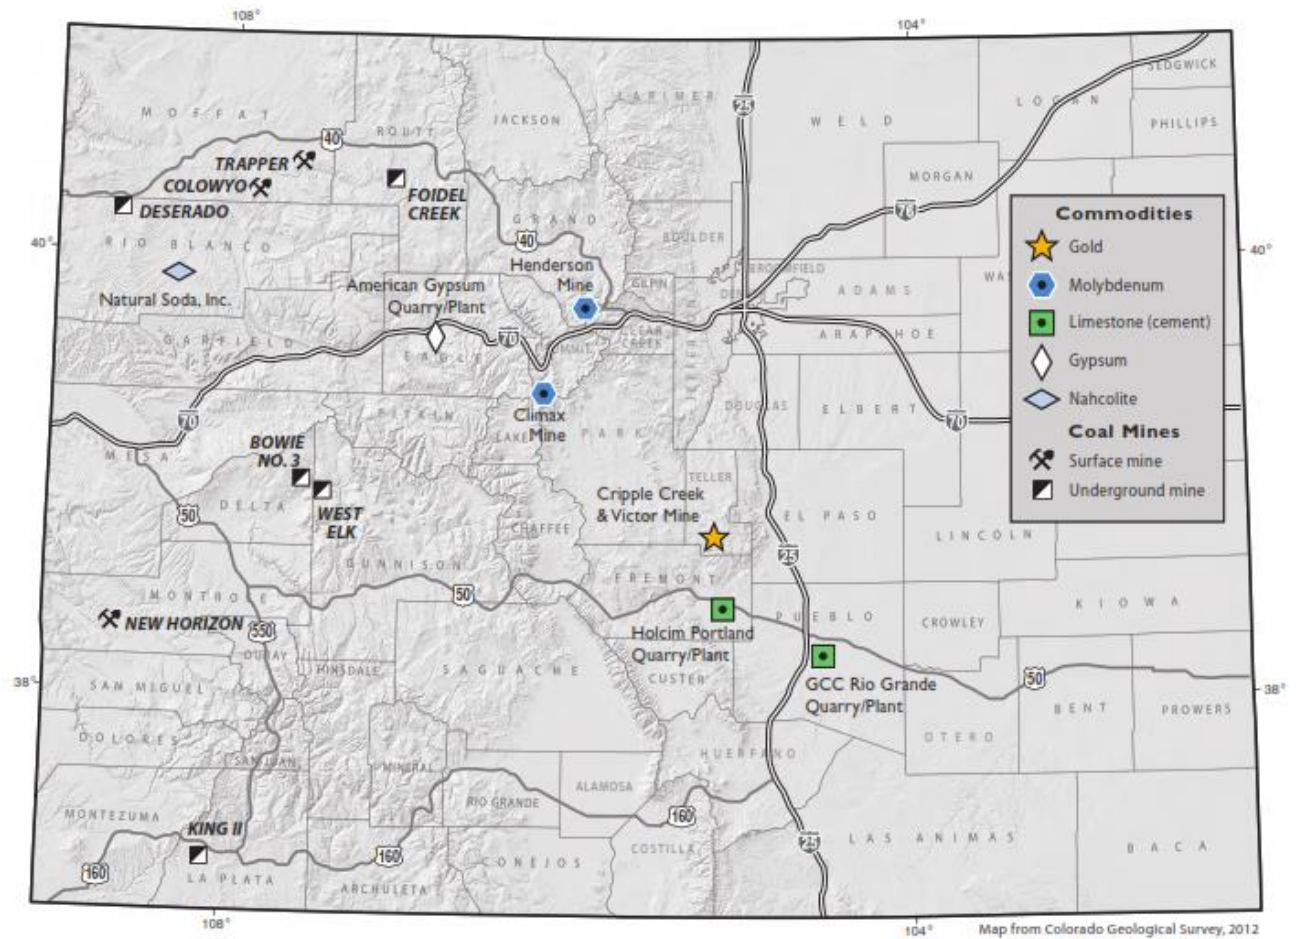 108°
104°
SEDGWICK
LOGAN
LARIMER
MOFFAT
25
WELD
JACKSON
PHILLIPS
ROUTT
40
TRAPPER
MORGAN
COLOWYO
FOIDEL
CREEK
DESERADO
76
Commodities
GRAND
40°
RIO BLANCO
40
BOULDER
Gold
40°
Henderson
Mine
BROOMFIELD
Natural Soda, Inc.
American Gypsum
Quarry/Plant
GILPIN
ADAMS
WA
Molybdenum
GARFIELD
70
CLEAR
CREEK
ARAPAHOE
Limestone (cement)
EAGLE
Gypsum
PITKIN
Climax
Mine
DOUGLAS
ELBERT
Nahcolite
70
LAKE
PARK
70
Coal Mines
MESA
BOWIE
NO. 3
Surface mine
TELLER
Underground mine
Cripple Creek
& Victor Mine
50
DELTA
WEST
ELK
CHAFFEE
EL PASO
LINCOLN
GUNNISON
25
FREMONT
MONTROSE
50
KIOWA
NEW HORIZON
550
PUEBLO
CROWLEY
OURAY
Holcim Portland
Quarry/Plant
HINSDALE
SAGUACHE
CUSTER
38°
SAN MIGUEL
GCC Rio Grande
Quarry/Plant
50
38°
BENT
PROWERS
DOLORES
OTERO
SAN JUAN
HUERFANO
MINERAL
ALAMOSA
RIO GRANDE
MONTEZUMA
160
KING II
25
LAS ANIMAS
COSTILLA
BACA
160
160
CONEJOS
LA PLATA
ARCHULETA
108°
104°
Map from Colorado Geological Survey, 2012